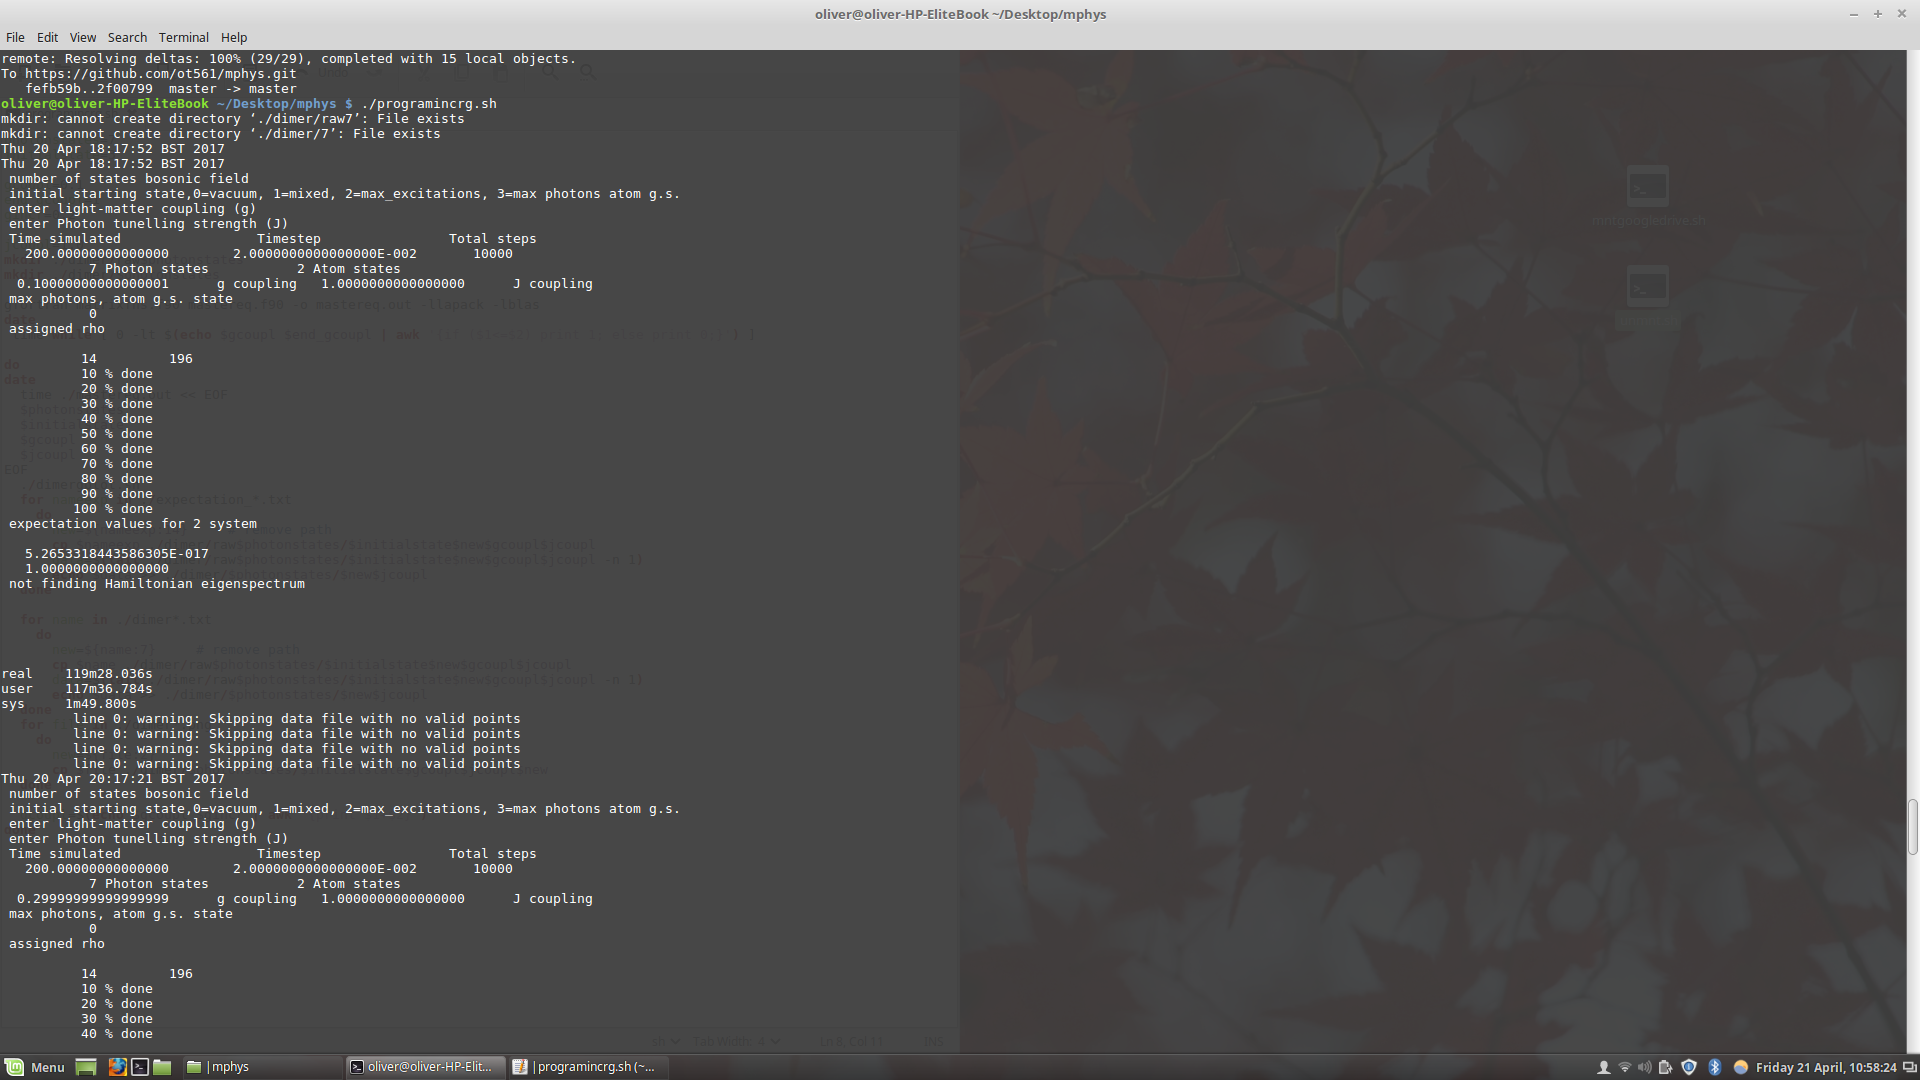 oliver@oliver-HP-EliteBook ~/Desktop/mphys
File Edit View Search Terminal Help
remote: Resolving deltas: 100% (29/29), completed with 15 local objects.
To https://github.com/ot561/mphys.git
fefb59b..2f00799 master -> master
oliver@oliver-HP-EliteBook ~/Desktop/mphys $ ./programincrg.sh
mkdir: cannot create directory ‘./dimer/raw7’: File exists
mkdir: cannot create directory ‘./dimer/7’: File exists
Thu 20 Apr 18:17:52 BST 2017
Thu 20 Apr 18:17:52 BST 2017
number of states bosonic field
initial starting state,0=vacuum, 1=mixed, 2=max_excitations, 3=max photons atom g.s.
enter light-matter coupling (g)
enter Photon tunelling strength (J)
Time simulated Timestep Total steps
200.00000000000000 2.0000000000000000E-002 10000
7 Photon states 2 Atom states
0.10000000000000001 g coupling 1.0000000000000000 J coupling
max photons, atom g.s. state
0
assigned rho
14 196
10 % done
20 % done
30 % done
40 % done
50 % done
60 % done
70 % done
80 % done
90 % done
100 % done
expectation values for 2 system
5.2653318443586305E-017
1.0000000000000000
not finding Hamiltonian eigenspectrum
real 119m28.036s
user 117m36.784s
sys 1m49.800s
line 0: warning: Skipping data file with no valid points
line 0: warning: Skipping data file with no valid points
line 0: warning: Skipping data file with no valid points
line 0: warning: Skipping data file with no valid points
Thu 20 Apr 20:17:21 BST 2017
number of states bosonic field
initial starting state,0=vacuum, 1=mixed, 2=max_excitations, 3=max photons atom g.s.
enter light-matter coupling (g)
enter Photon tunelling strength (J)
Time simulated Timestep Total steps
200.00000000000000 2.0000000000000000E-002 10000
7 Photon states 2 Atom states
0.29999999999999999 g coupling 1.0000000000000000 J coupling
max photons, atom g.s. state
0
assigned rho
14 196
10 % done
20 % done
30 % done
40 % done
Menu mphys oliver@oliver-HP-Elit... programincrg.sh (~... Friday 21 April, 10:58:24